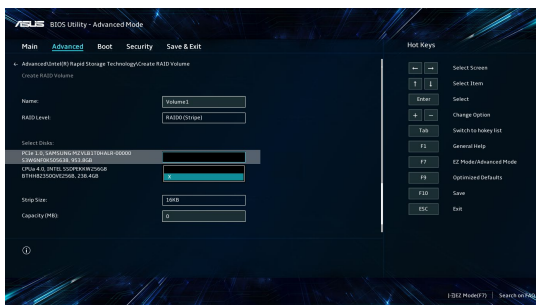 ASUS BIOS Utility - Advanced Mode
Main Advanced Boot Security Save & Exit
Hot Keys
← Advanced\Intel(R) Rapid Storage Technology\Create RAID Volume
Create RAID Volume
Name: Volume1
RAID Level: RAID0 (Stripe)
Select Disks:
PCIe 1.0, SAMSUNG MZVLB1T0HALR-00000
S3W6NF0K505638, 953.8GB
CPUa 4.0, INTEL SSDPEKKW256G8
BTHH82350QVE256B, 238.4GB
X
Strip Size: 16KB
Capacity (MB): 0
← → Select Screen
↑ ↓ Select Item
Enter Select
+ − Change Option
Tab Switch to hokey list
F1 General Help
F7 EZ Mode/Advanced Mode
F9 Optimized Defaults
F10 Save
ESC Exit
[-]EZ Mode(F7) | Search on FAQ